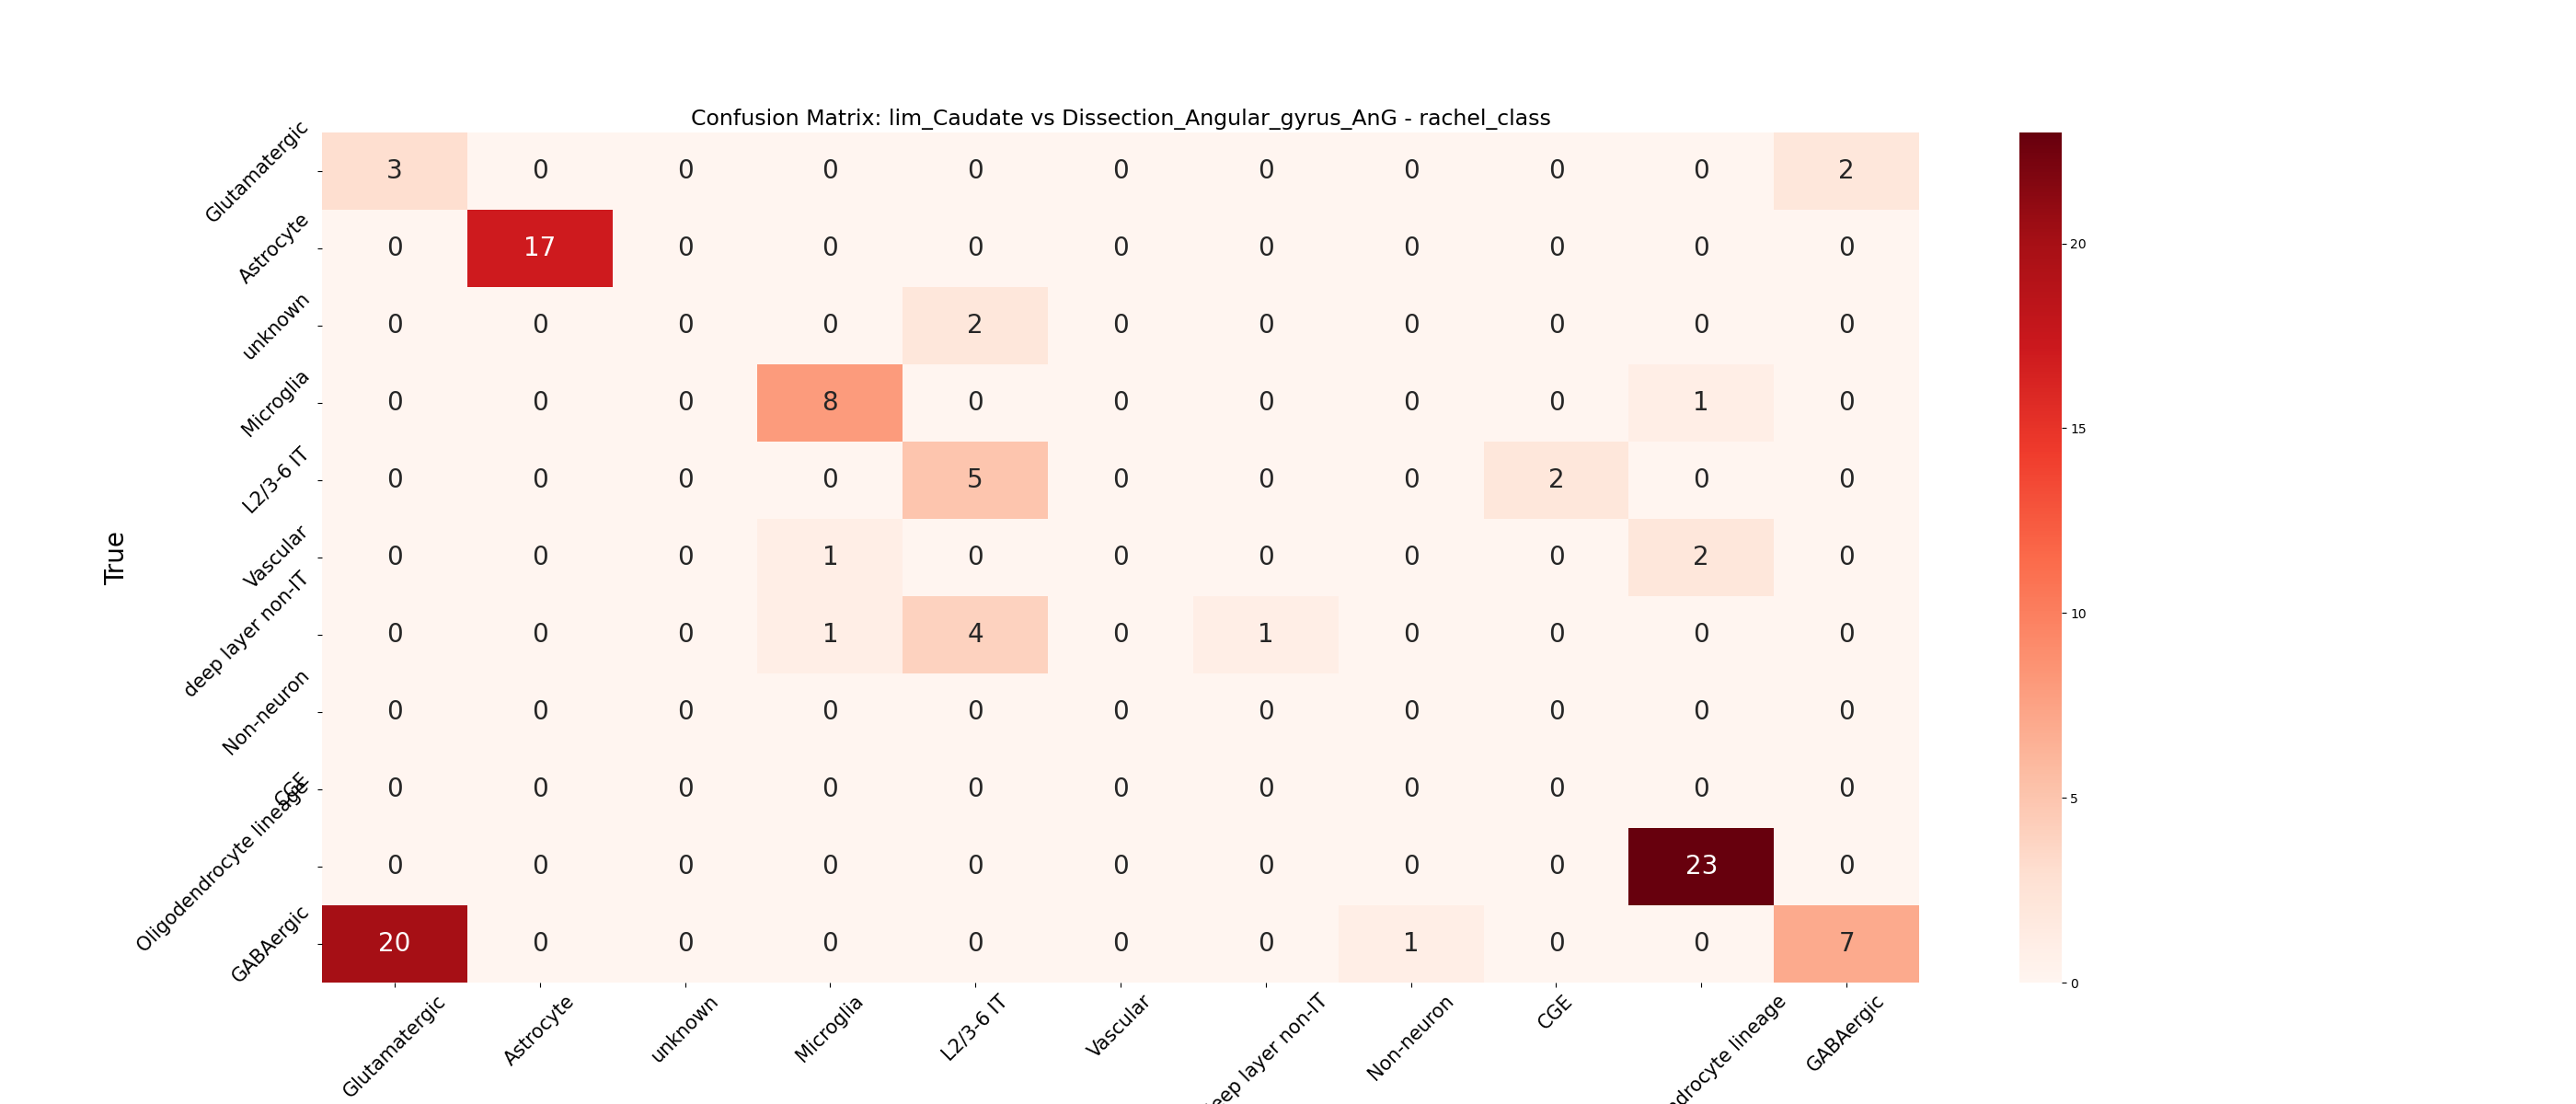 Confusion Matrix: lim_Caudate vs Dissection_Angular_gyrus_AnG - rachel_class
True
Glutamatergic 3 0 0 0 0 0 0 0 0 0 2
Astrocyte 0 17 0 0 0 0 0 0 0 0 0
unknown 0 0 0 0 2 0 0 0 0 0 0
Microglia 0 0 0 8 0 0 0 0 0 1 0
L2/3-6 IT 0 0 0 0 5 0 0 0 2 0 0
Vascular 0 0 0 1 0 0 0 0 0 2 0
deep layer non-IT 0 0 0 1 4 0 1 0 0 0 0
Non-neuron 0 0 0 0 0 0 0 0 0 0 0
CGE 0 0 0 0 0 0 0 0 0 0 0
Oligodendrocyte lineage 0 0 0 0 0 0 0 0 0 23 0
GABAergic 20 0 0 0 0 0 0 1 0 0 7
Glutamatergic Astrocyte unknown Microglia L2/3-6 IT Vascular layer non-IT Non-neuron CGE lineage GABAergic
20
15
10
5
0